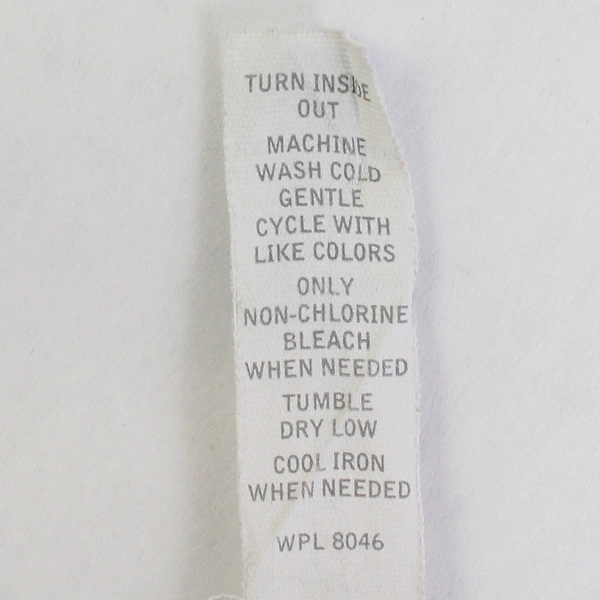 TURN INSIDE
OUT
MACHINE
WASH COLD
GENTLE
CYCLE WITH
LIKE COLORS
ONLY
NON-CHLORINE
BLEACH
WHEN NEEDED
TUMBLE
DRY LOW
COOL IRON
WHEN NEEDED
WPL 8046